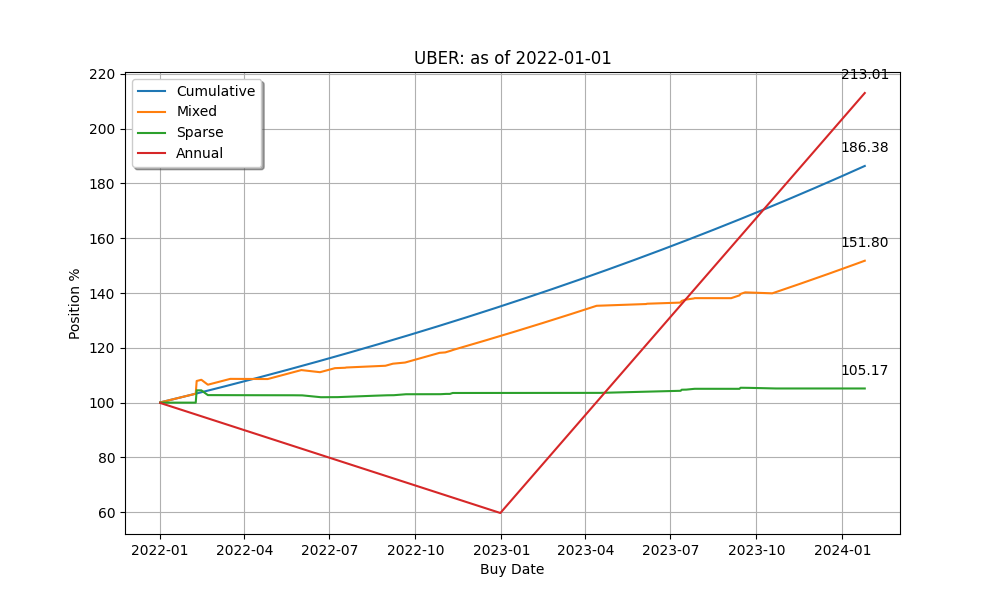 UBER: as of 2022-01-01
Cumulative
Mixed
Sparse
Annual
213.01
186.38
151.80
105.17
220
200
180
160
140
120
100
80
60
Position %
2022-01 2022-04 2022-07 2022-10 2023-01 2023-04 2023-07 2023-10 2024-01
Buy Date